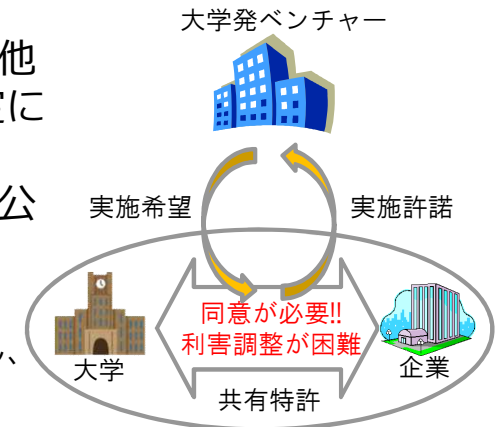 大学発ベンチャー
他
定に
公
実施希望
実施許諾
同意が必要!!
利害調整が困難
大学
企業
共有特許